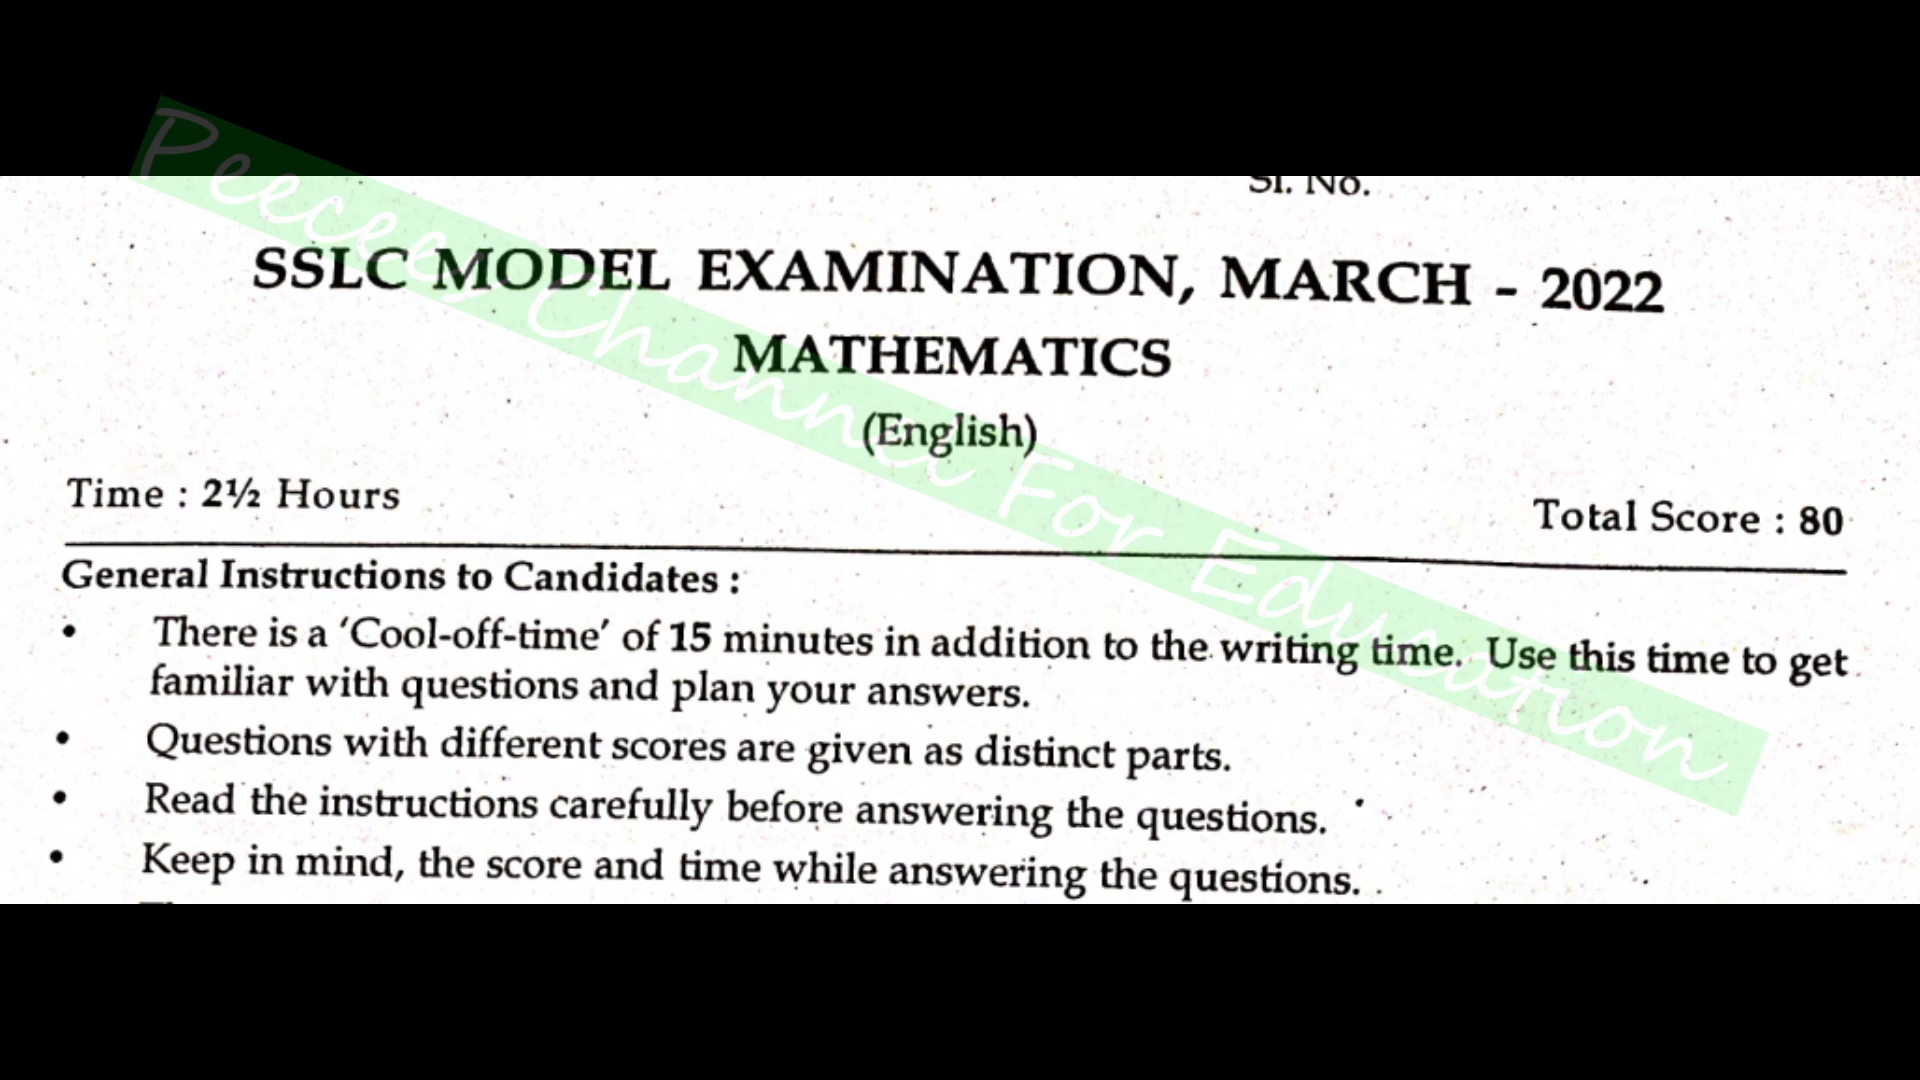 Sl. No.
SSLC MODEL EXAMINATION, MARCH - 2022
MATHEMATICS
(English)
Time : 2½ Hours
Total Score : 80
General Instructions to Candidates :
• There is a ‘Cool-off-time’ of 15 minutes in addition to the writing time. Use this time to get
familiar with questions and plan your answers.
• Questions with different scores are given as distinct parts.
• Read the instructions carefully before answering the questions.
• Keep in mind, the score and time while answering the questions.
Peecee Channel For Education